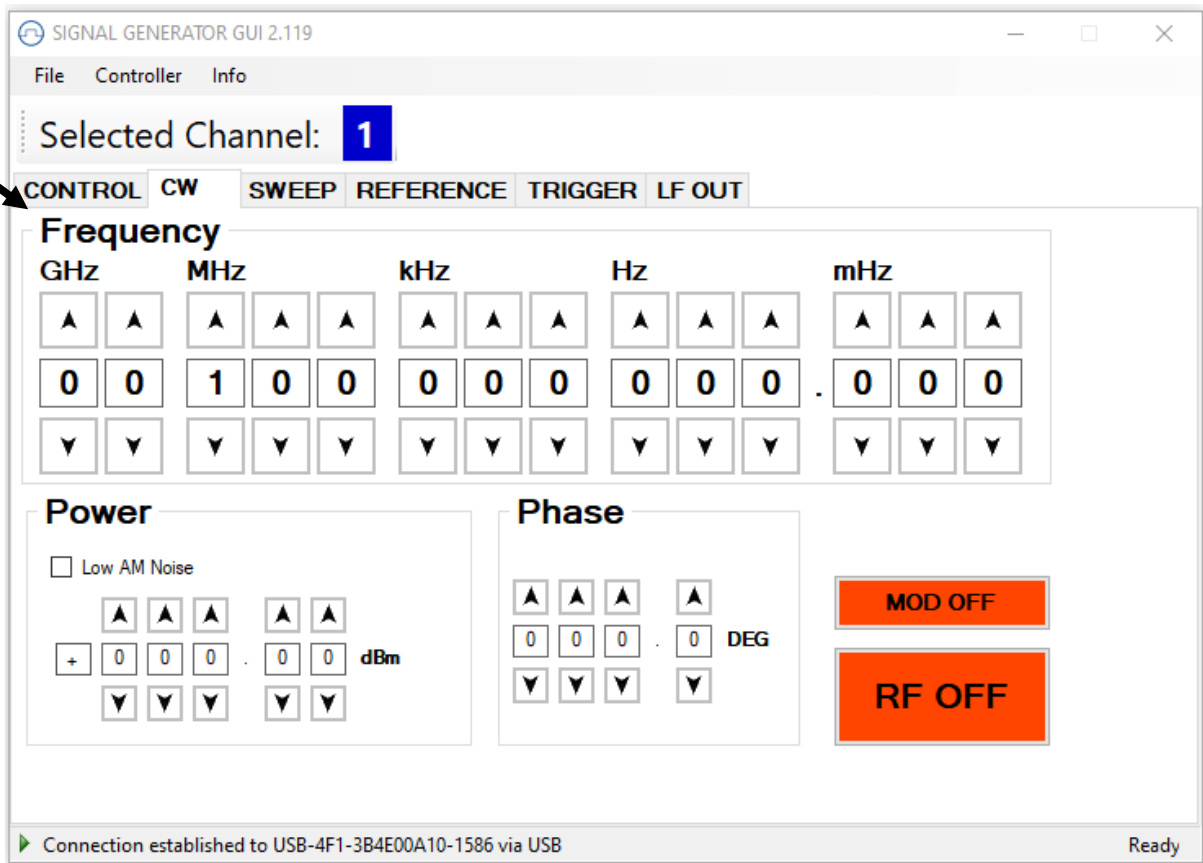 SIGNAL GENERATOR GUI 2.119
File Controller Info
Selected Channel: 1
CONTROL CW SWEEP REFERENCE TRIGGER LF OUT
Frequency
GHz MHz kHz Hz mHz
0 0 1 0 0 0 0 0 0 0 0 . 0 0 0
Power
Low AM Noise
+ 0 0 0 . 0 0 dBm
Phase
0 0 0 . 0 DEG
MOD OFF
RF OFF
Connection established to USB-4F1-3B4E00A10-1586 via USB
Ready